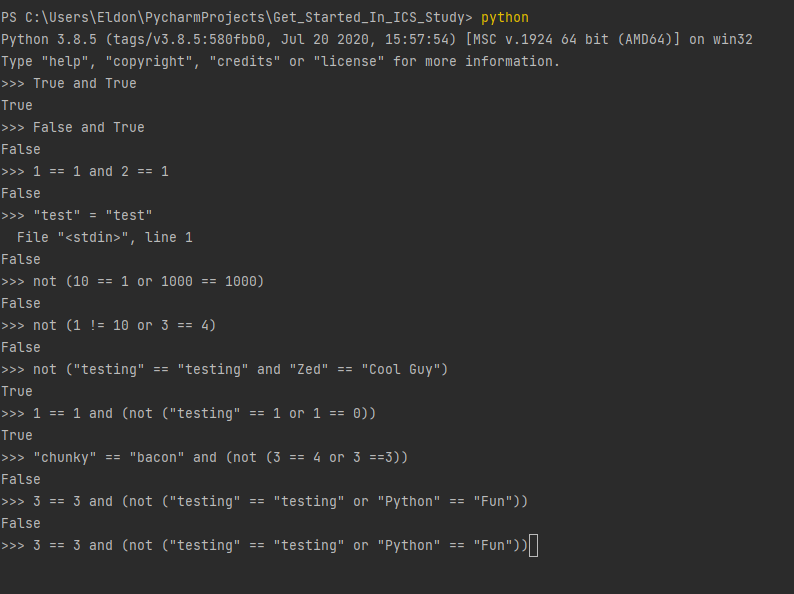 PS C:\Users\Eldon\PycharmProjects\Get_Started_In_ICS_Study> python
Python 3.8.5 (tags/v3.8.5:580fbb0, Jul 20 2020, 15:57:54) [MSC v.1924 64 bit (AMD64)] on win32
Type "help", "copyright", "credits" or "license" for more information.
>>> True and True
True
>>> False and True
False
>>> 1 == 1 and 2 == 1
False
>>> "test" = "test"
  File "<stdin>", line 1
False
>>> not (10 == 1 or 1000 == 1000)
False
>>> not (1 != 10 or 3 == 4)
False
>>> not ("testing" == "testing" and "Zed" == "Cool Guy")
True
>>> 1 == 1 and (not ("testing" == 1 or 1 == 0))
True
>>> "chunky" == "bacon" and (not (3 == 4 or 3 ==3))
False
>>> 3 == 3 and (not ("testing" == "testing" or "Python" == "Fun"))
False
>>> 3 == 3 and (not ("testing" == "testing" or "Python" == "Fun"))